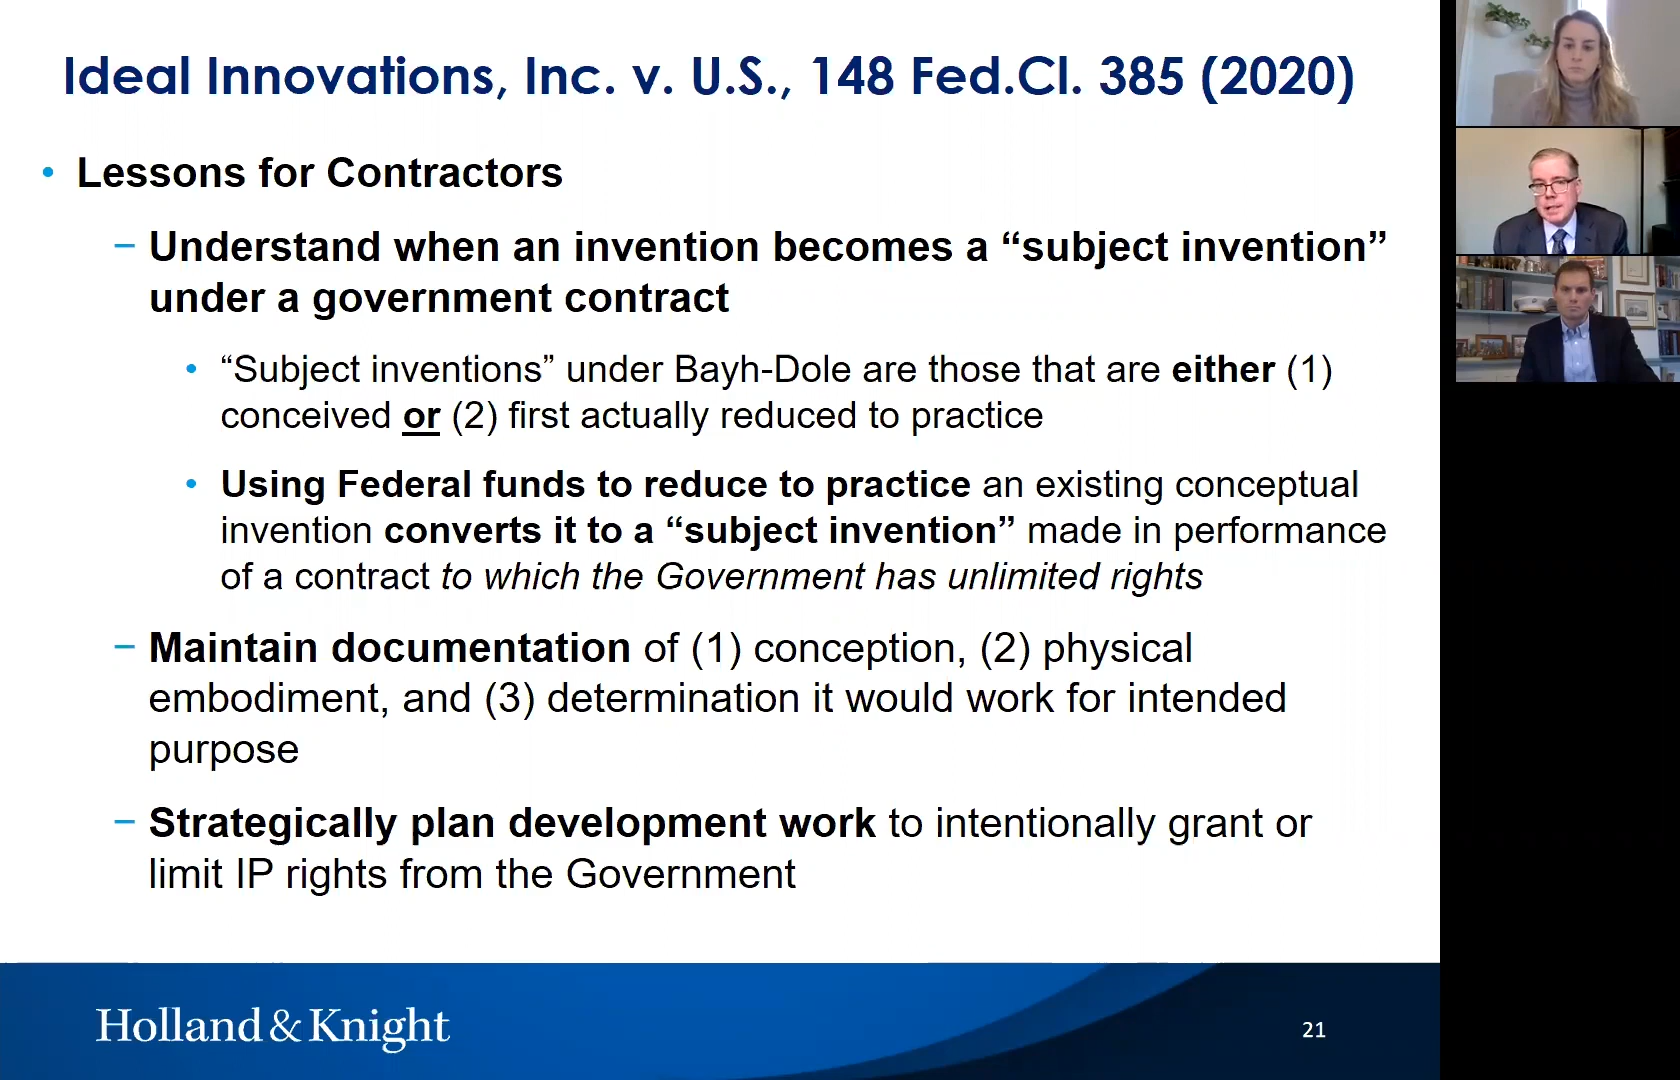 Ideal Innovations, Inc. v. U.S., 148 Fed.Cl. 385 (2020)
• Lessons for Contractors
– Understand when an invention becomes a “subject invention”
under a government contract
• “Subject inventions” under Bayh-Dole are those that are either (1)
conceived or (2) first actually reduced to practice
• Using Federal funds to reduce to practice an existing conceptual
invention converts it to a “subject invention” made in performance
of a contract to which the Government has unlimited rights
– Maintain documentation of (1) conception, (2) physical
embodiment, and (3) determination it would work for intended
purpose
– Strategically plan development work to intentionally grant or
limit IP rights from the Government
Holland & Knight
21